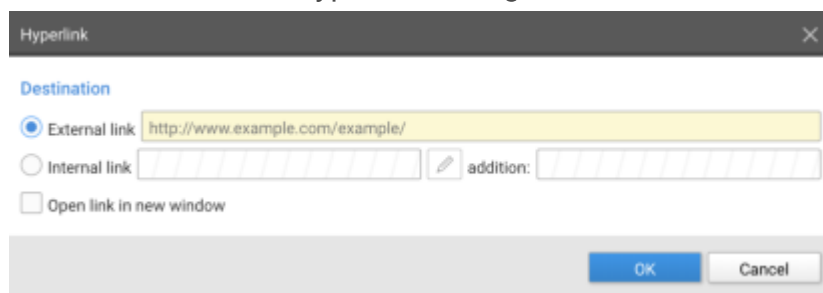 Hyperlink
Destination
External link http://www.example.com/example/
Internal link addition:
Open link in new window
OK Cancel